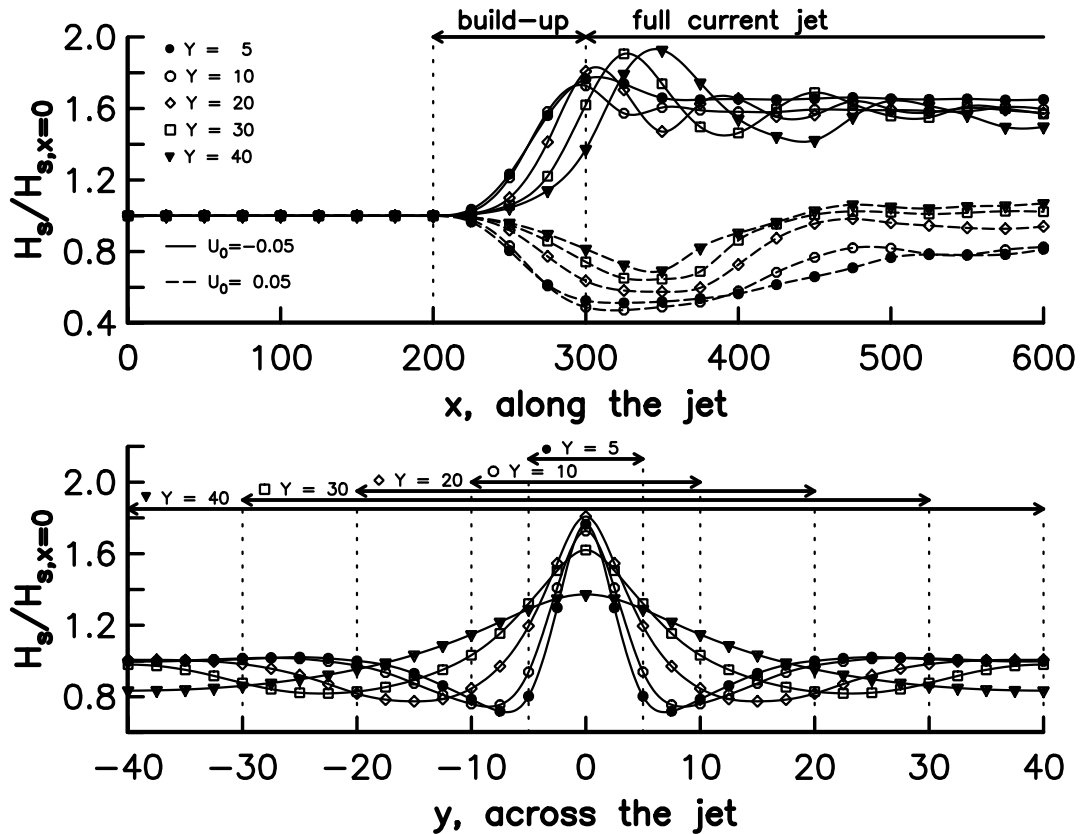 build-up full current jet
2.0
Y = 5
Y = 10
1.6
Y = 20
Y = 30
Y = 40
1.2
Hs/Hs,x=0
U0=-0.05
0.8
U0= 0.05
0.4
0 100 200 300 400 500 600
x, along the jet
Y = 5
Y = 10
Y = 20
Y = 30
Y = 40
2.0
1.6
Hs/Hs,x=0
1.2
0.8
-40 -30 -20 -10 0 10 20 30 40
y, across the jet